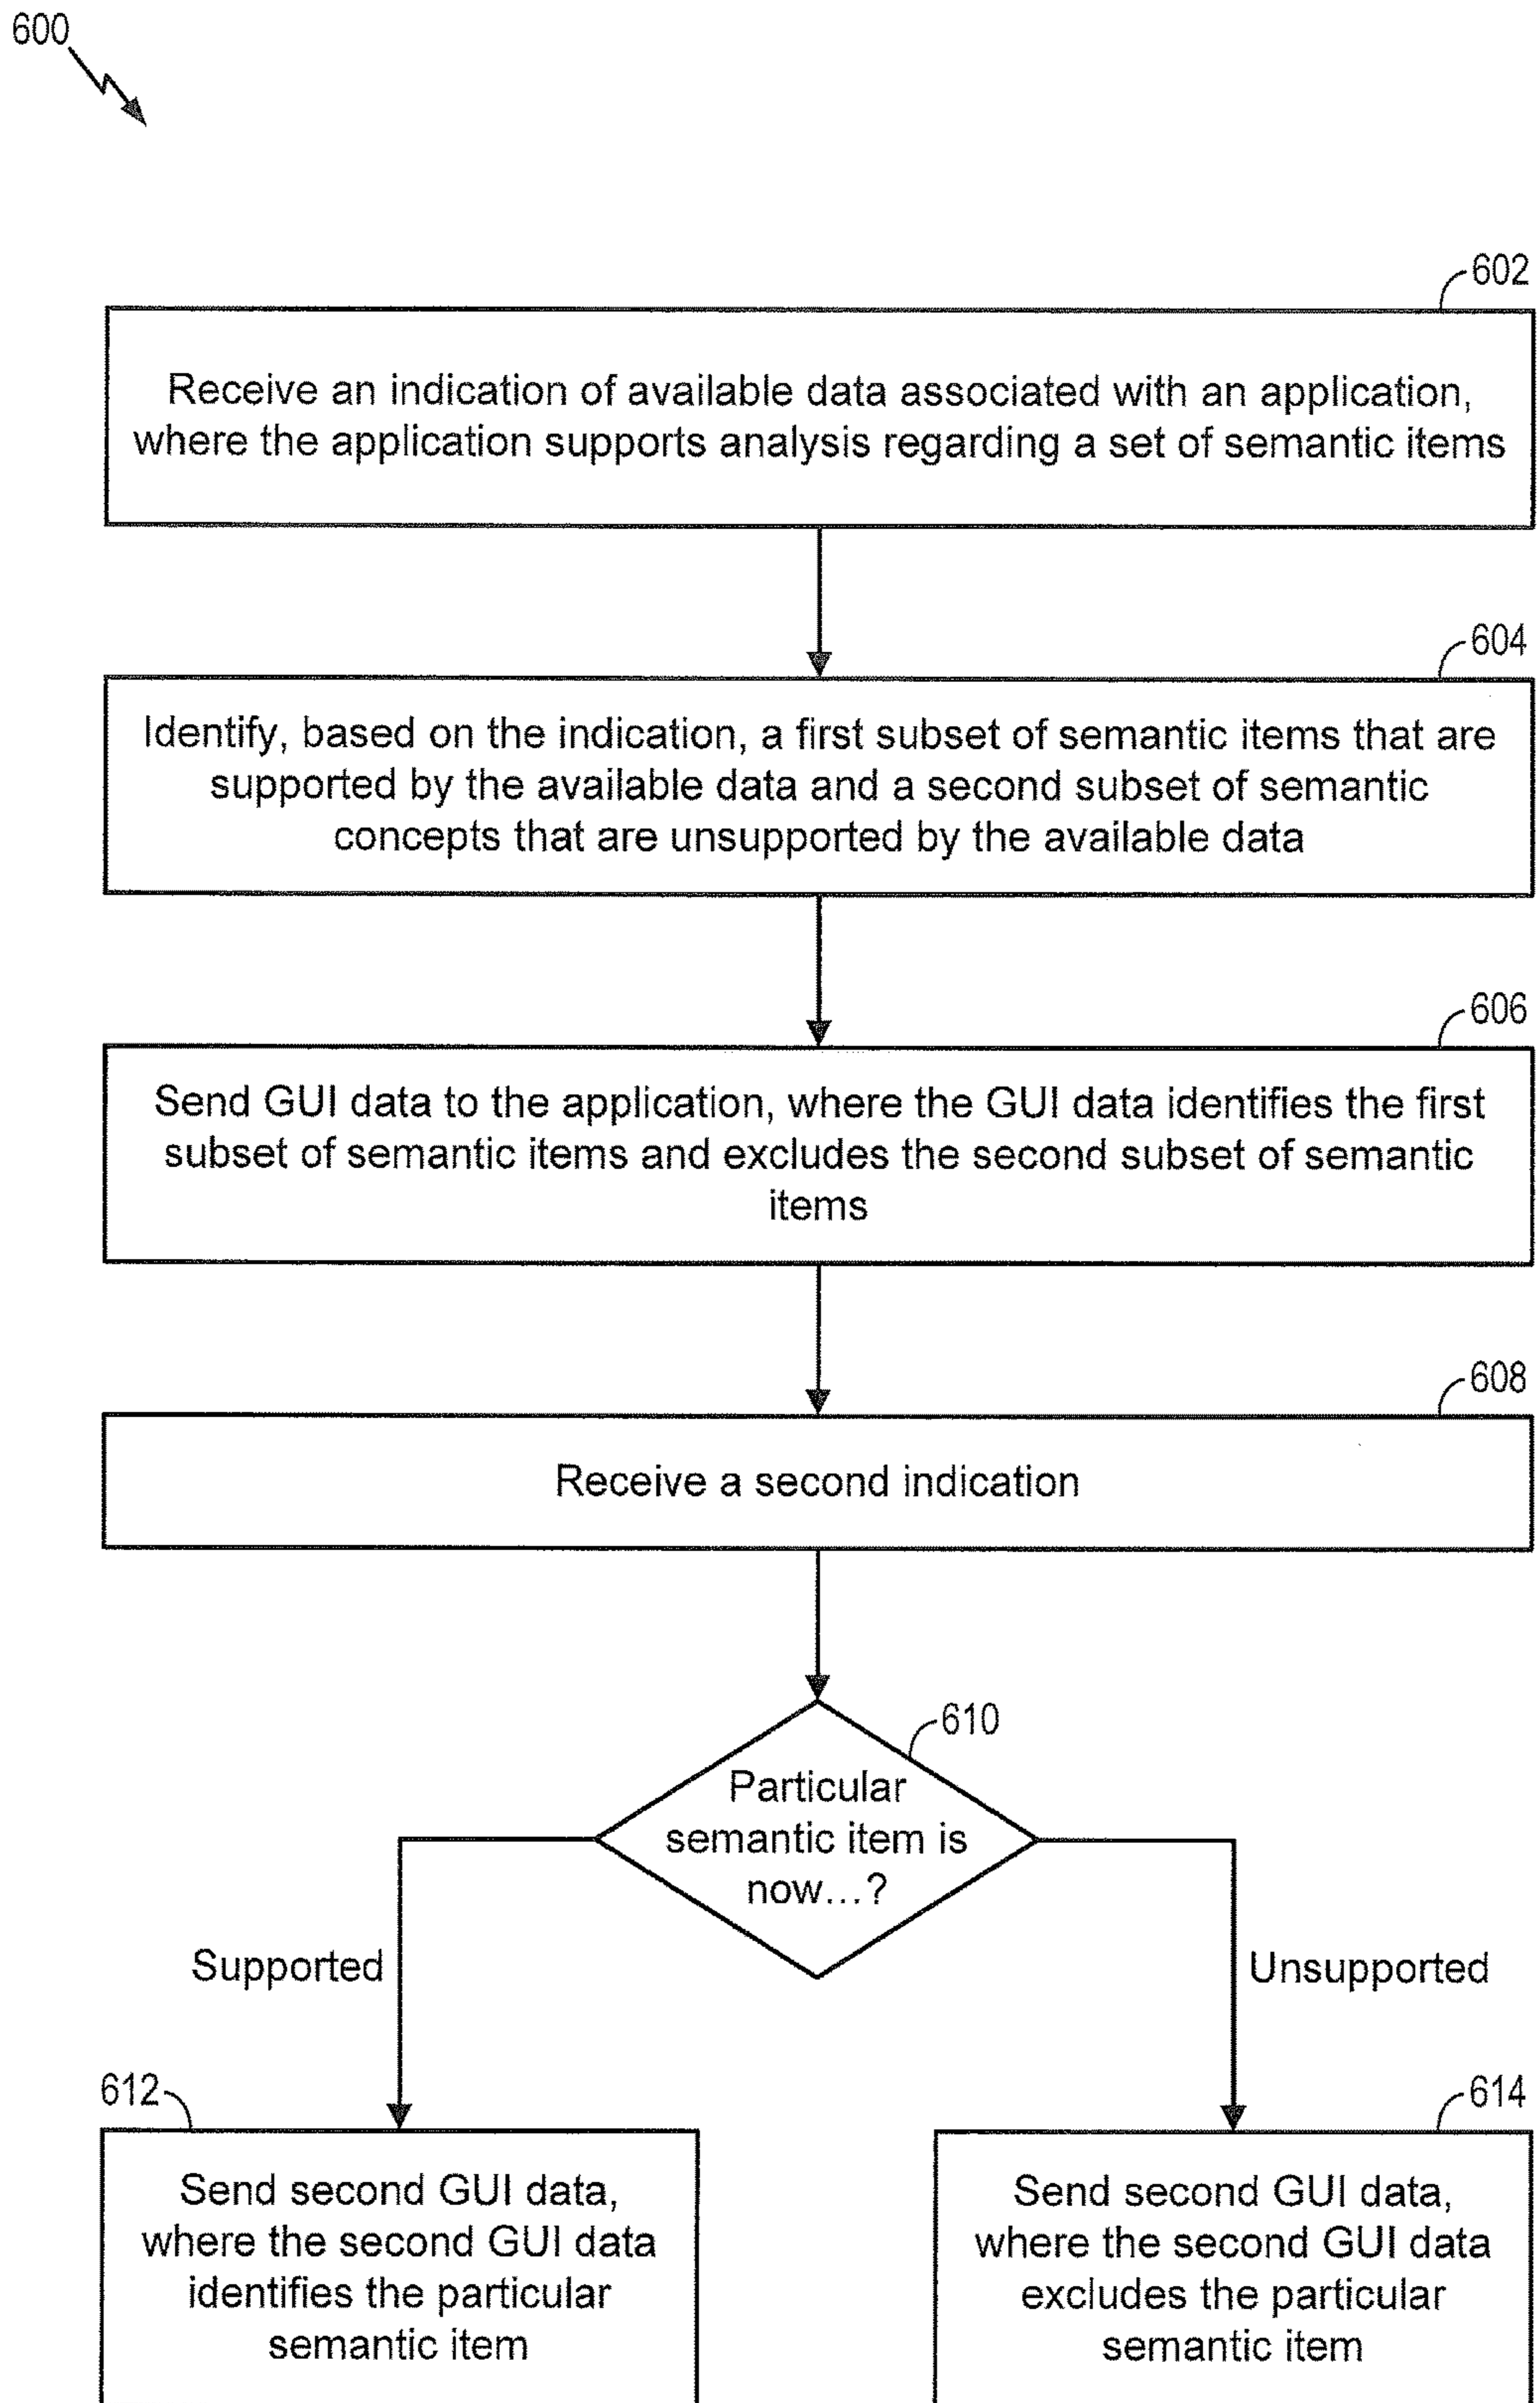 600
602
Receive an indication of available data associated with an application,
where the application supports analysis regarding a set of semantic items
604
Identify, based on the indication, a first subset of semantic items that are
supported by the available data and a second subset of semantic
concepts that are unsupported by the available data
606
Send GUI data to the application, where the GUI data identifies the first
subset of semantic items and excludes the second subset of semantic
items
608
Receive a second indication
610
Particular
semantic item is
now...?
Supported
Unsupported
612
Send second GUI data,
where the second GUI data
identifies the particular
semantic item
614
Send second GUI data,
where the second GUI data
excludes the particular
semantic item